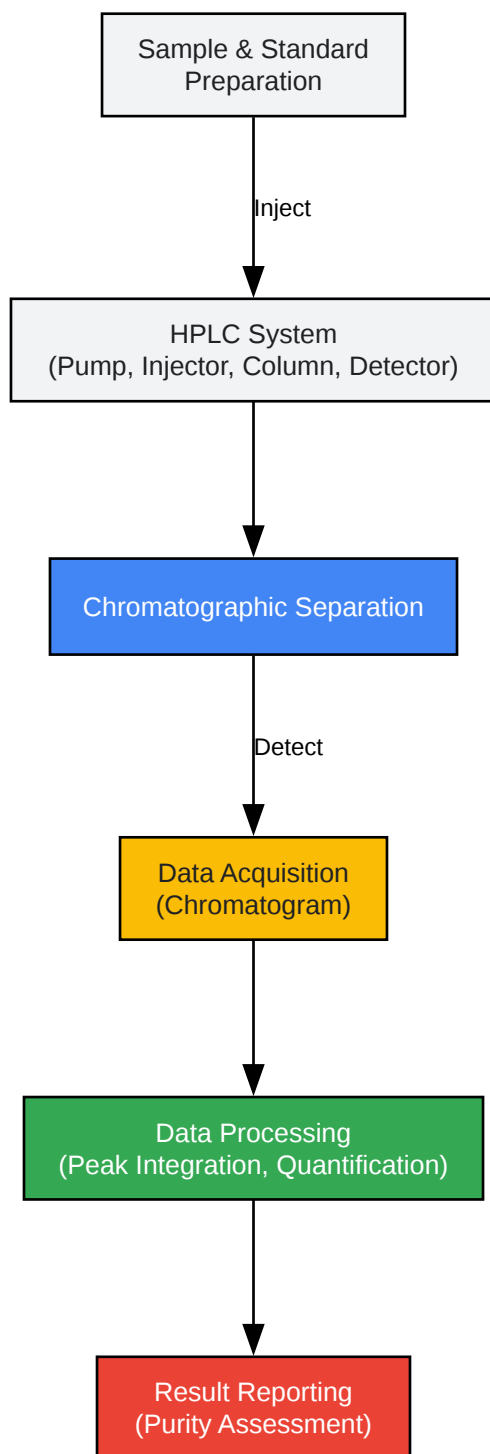 Sample & Standard
Preparation
Inject
HPLC System
(Pump, Injector, Column, Detector)
Chromatographic Separation
Detect
Data Acquisition
(Chromatogram)
Data Processing
(Peak Integration, Quantification)
Result Reporting
(Purity Assessment)